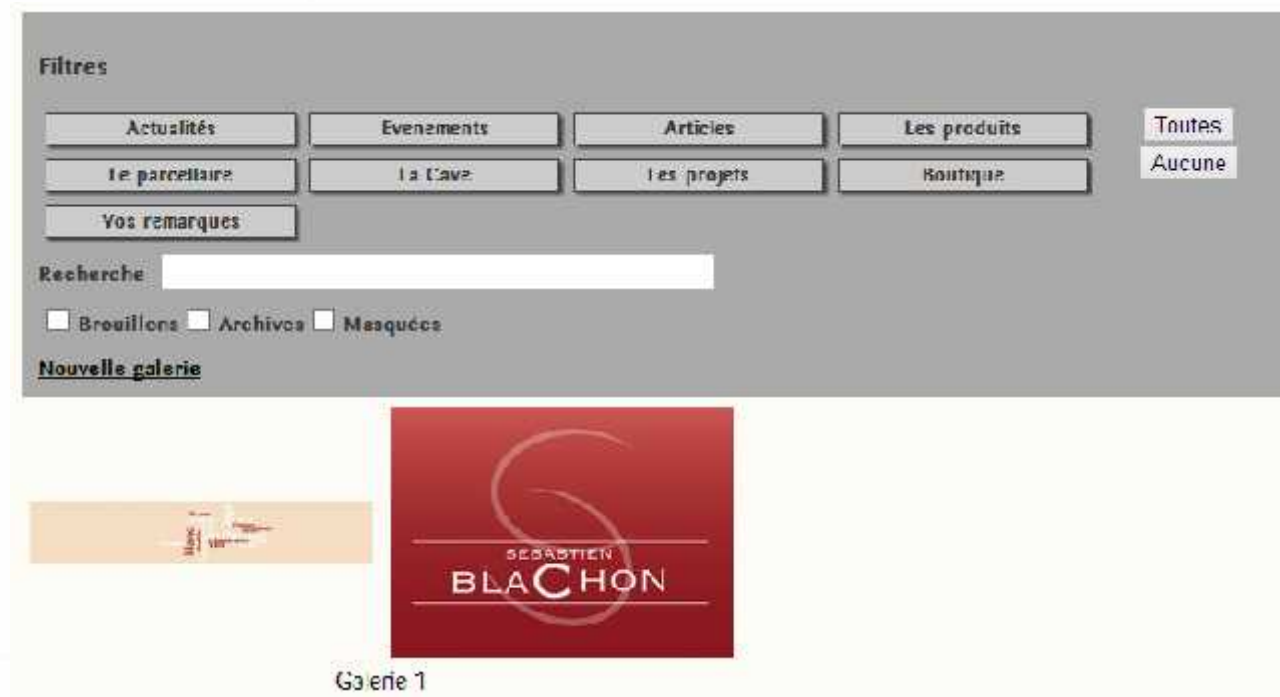 Filtres
Actualités Evenements Articles Les produits Toutes
Le parcellaire La Cave Les projets Boutique Aucune
Vos remarques
Recherche
Brouillons Archives Masquées
Nouvelle galerie
Blanc
SEBASTIEN
BLACHON
Galerie 1